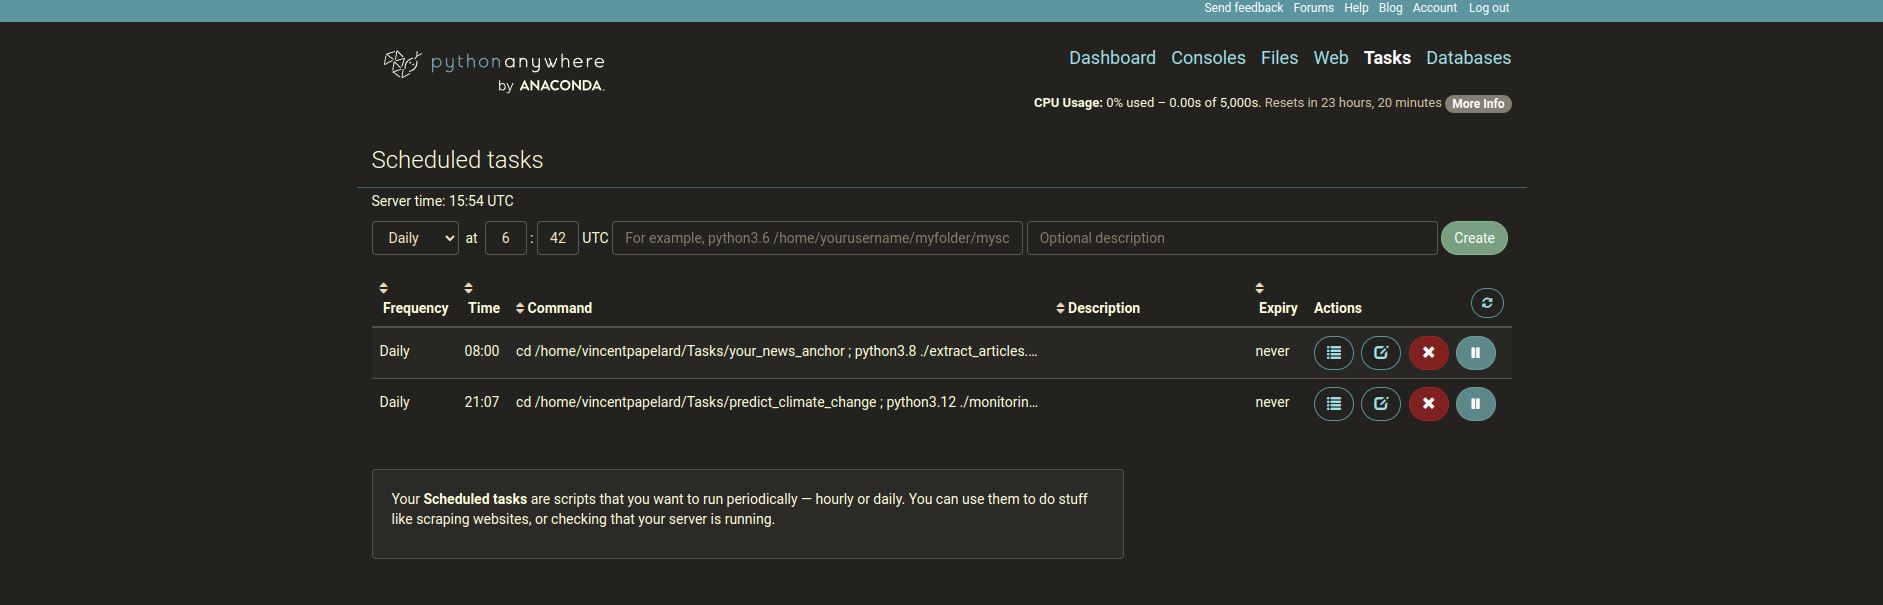 Send feedback Forums Help Blog Account Log out
pythonanywhere
by ANACONDA.
Dashboard Consoles Files Web Tasks Databases
CPU Usage: 0% used – 0.00s of 5,000s. Resets in 23 hours, 20 minutes More Info
Scheduled tasks
Server time: 15:54 UTC
Daily at 6 : 42 UTC For example, python3.6 /home/yourusername/myfolder/mysc Optional description Create
Frequency Time Command Description Expiry Actions
Daily 08:00 cd /home/vincentpapelard/Tasks/your_news_anchor ; python3.8 ./extract_articles.... never
Daily 21:07 cd /home/vincentpapelard/Tasks/predict_climate_change ; python3.12 ./monitorin... never
Your Scheduled tasks are scripts that you want to run periodically — hourly or daily. You can use them to do stuff
like scraping websites, or checking that your server is running.